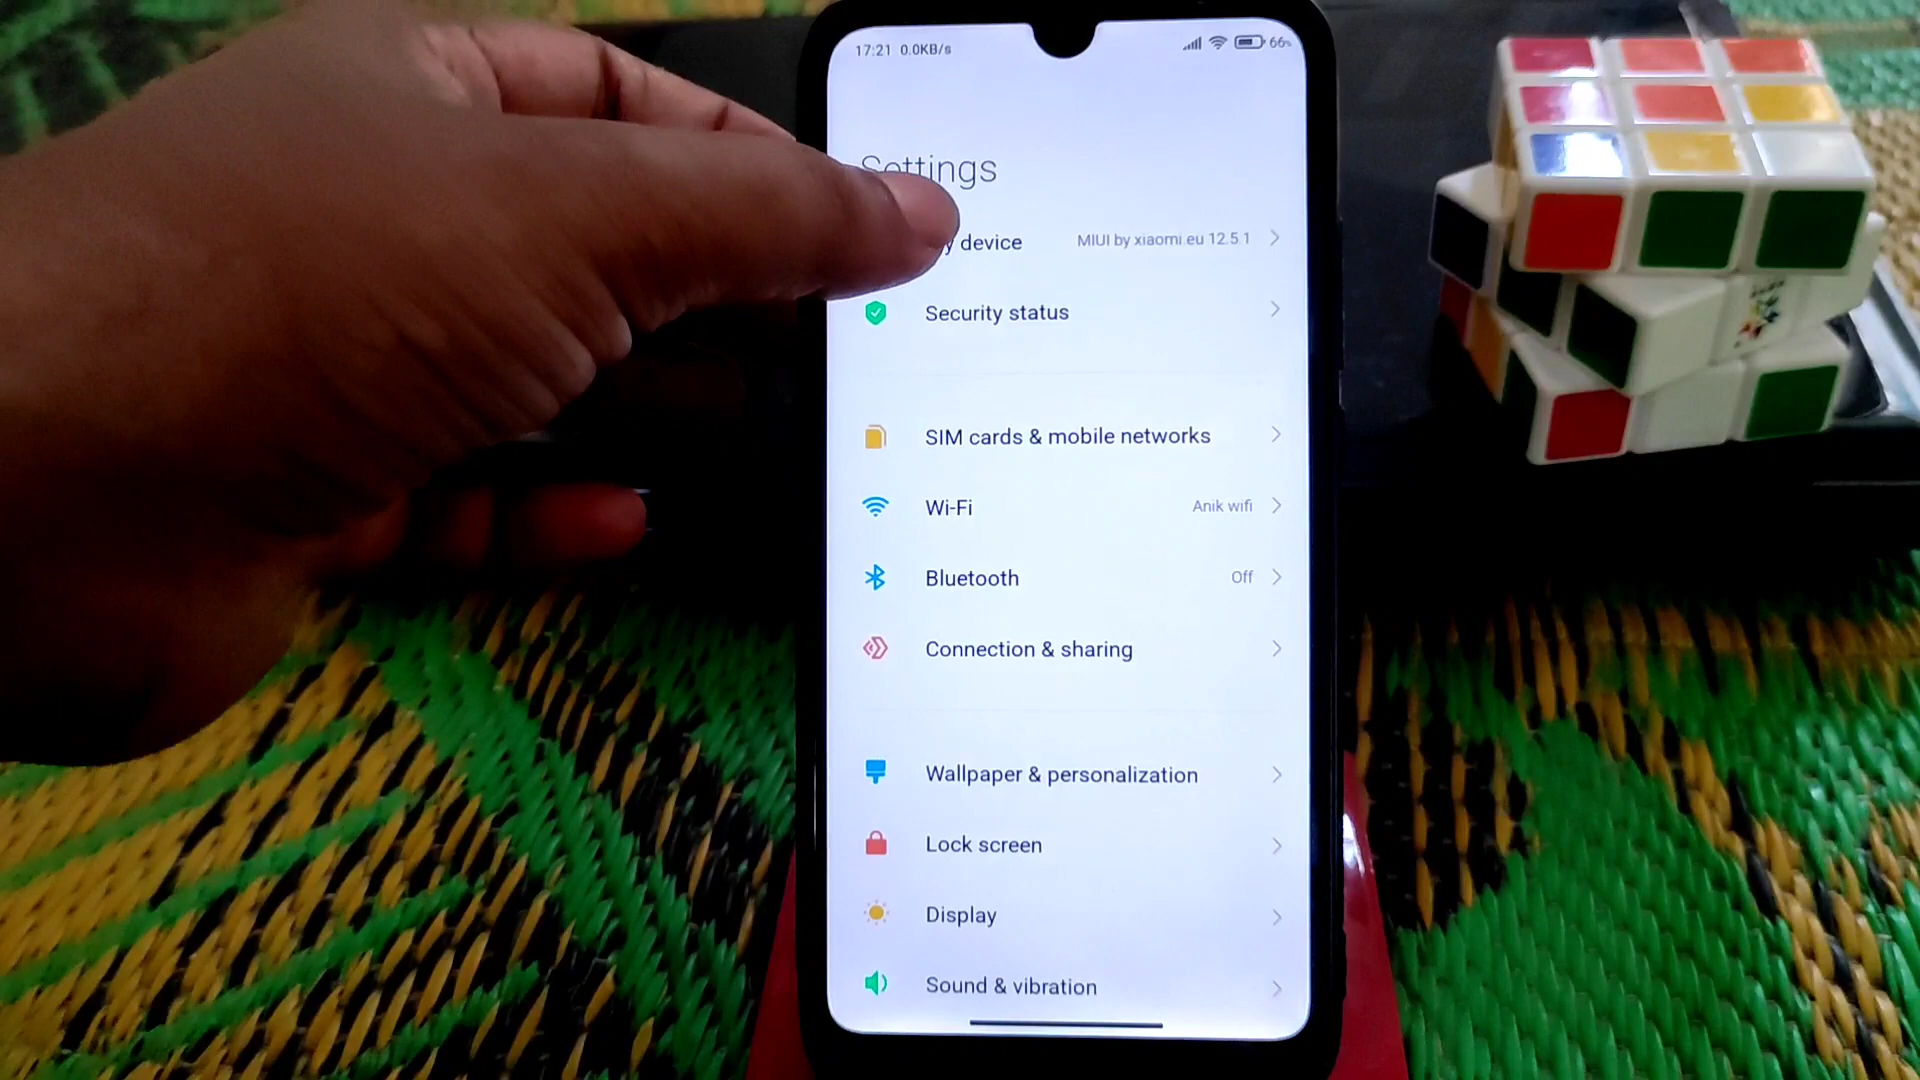 17:21 0.0KB/s 66%
Settings
y device MIUI by xiaomi.eu 12.5.1
Security status
SIM cards & mobile networks
Wi-Fi Anik wifi
Bluetooth Off
Connection & sharing
Wallpaper & personalization
Lock screen
Display
Sound & vibration